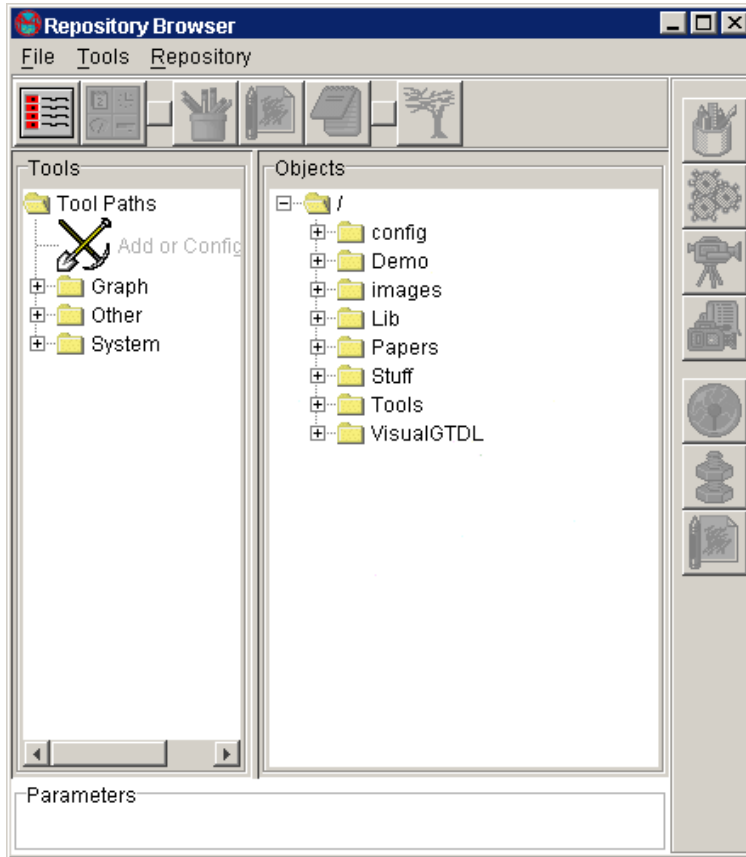 Repository Browser
File Tools Repository
Tools
Tool Paths
Add or Config
Graph
Other
System
Objects
/
config
Demo
images
Lib
Papers
Stuff
Tools
VisualGTDL
Parameters